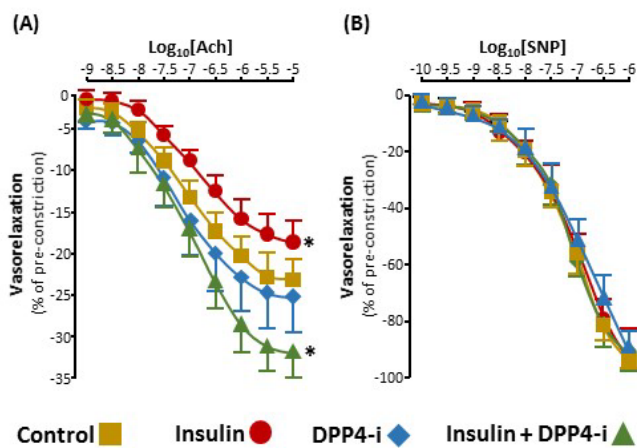 (A)
Log10[Ach]
-9 -8.5 -8 -7.5 -7 -6.5 -6 -5.5 -5
Vasorelaxation
(% of pre-constriction)
0
-5
-10
-15
-20
-25
-30
-35
*
*
(B)
Log10[SNP]
-10 -9.5 -9 -8.5 -8 -7.5 -7 -6.5 -6
Vasorelaxation
(% of pre-constriction)
0
-20
-40
-60
-80
-100
Control Insulin DPP4-i Insulin + DPP4-i